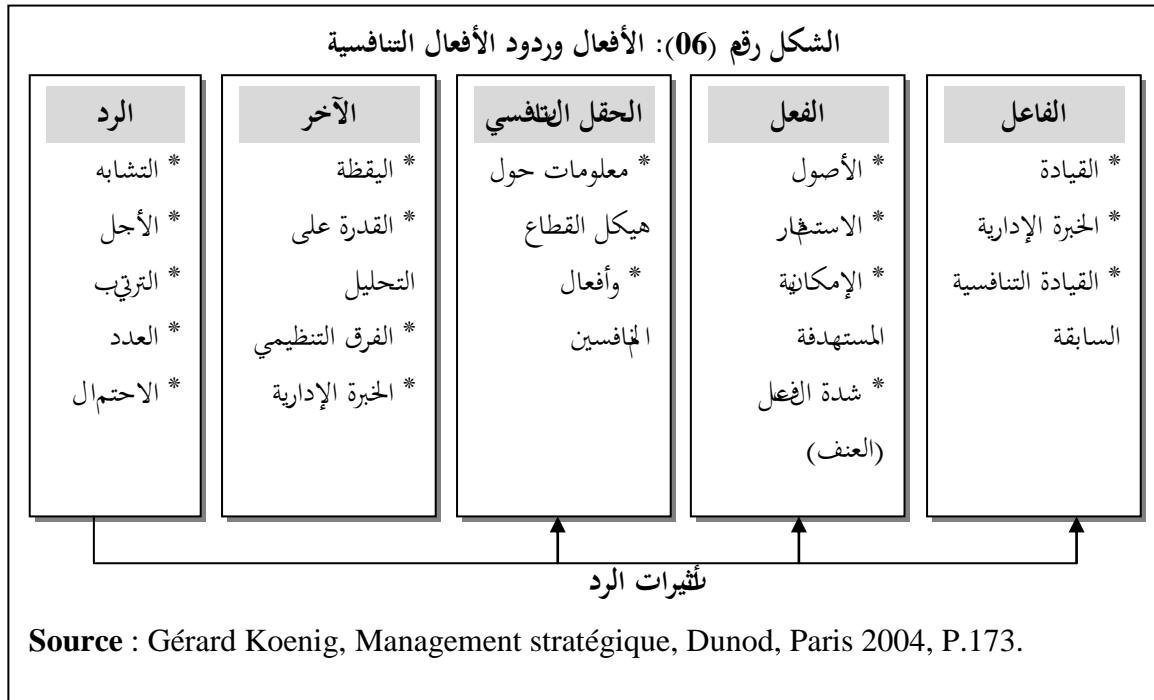 الشكل رقم (06): الأفعال وردود الأفعال التنافسية
الفاعل
* القيادة
* الخبرة الإدارية
* القيادة التنافسية
السابقة
الفعل
* الأصول
* الاستثمار
* الإمكانية
المستهدفة
* شدة الفعل
(العنف)
الحقل التنافسي
* معلومات حول
هيكل القطاع
* وأفعال
المنافسين
الآخر
* اليقظة
* القدرة على
التحليل
* الفرق التنظيمي
* الخبرة الإدارية
الرد
* التشابه
* الأجل
* الترتيب
* العدد
* الاحتمال
تأثيرات الرد
Source : Gérard Koenig, Management stratégique, Dunod, Paris 2004, P.173.